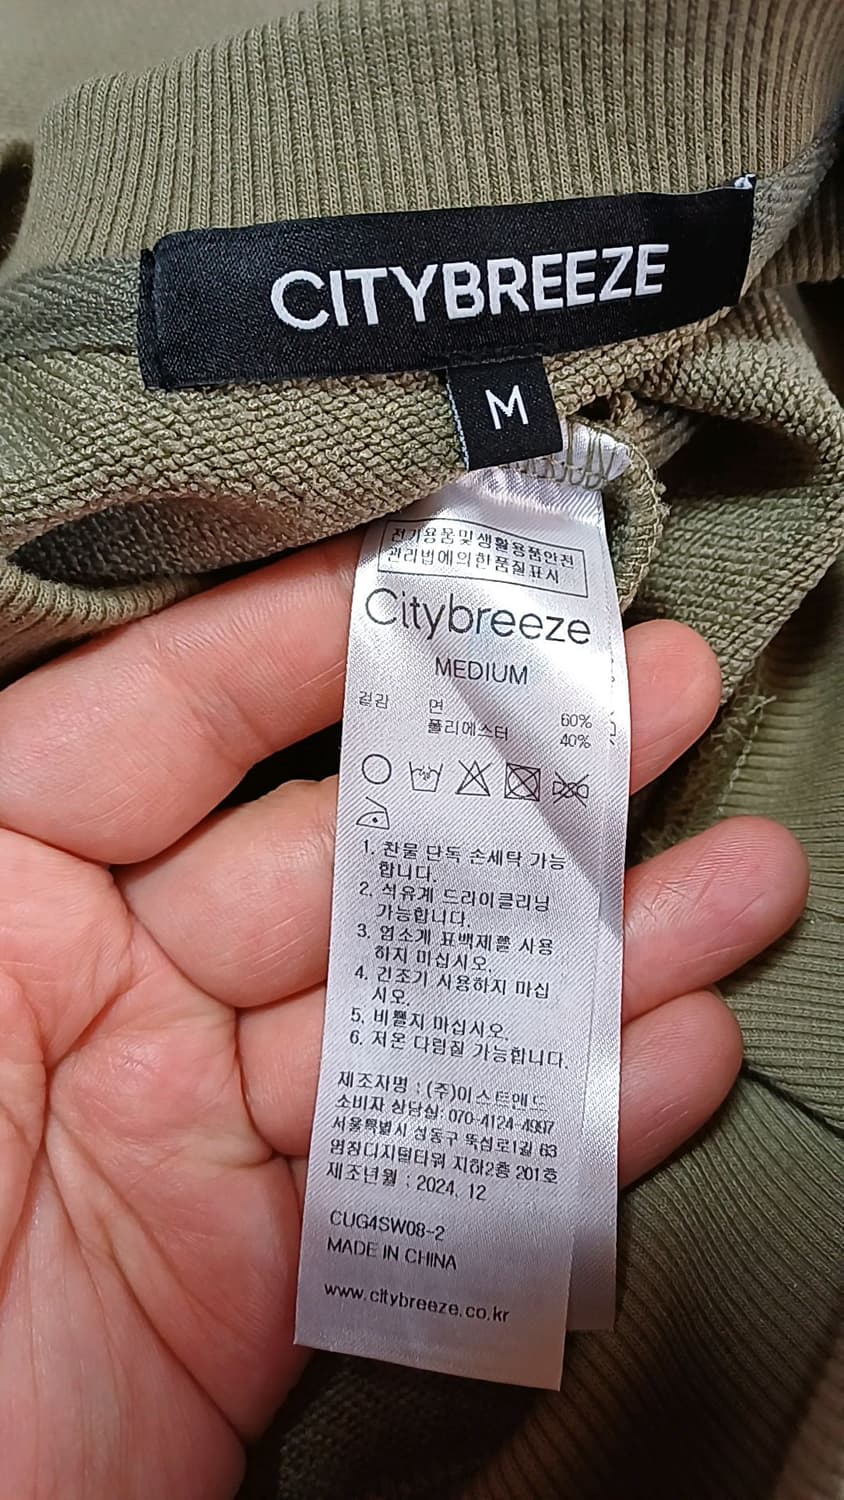 CITYBREEZE
M
전기용품및생활용품안전
관리법에의한품질표시
Citybreeze
MEDIUM
겉감 면 60%
폴리에스터 40%
1. 찬물 단독 손세탁 가능
합니다.
2. 석유계 드라이클리닝
가능합니다.
3. 염소계 표백제를 사용
하지 마십시오.
4. 건조기 사용하지 마십
시오.
5. 비틀지 마십시오.
6. 저온 다림질 가능합니다.
제조자명 : (주)이스트엔드
소비자 상담실: 070-4124-4997
서울특별시 성동구 뚝섬로1길 63
영창디지털타워 지하2층 201호
제조년월 : 2024. 12
CUG4SW08-2
MADE IN CHINA
www.citybreeze.co.kr